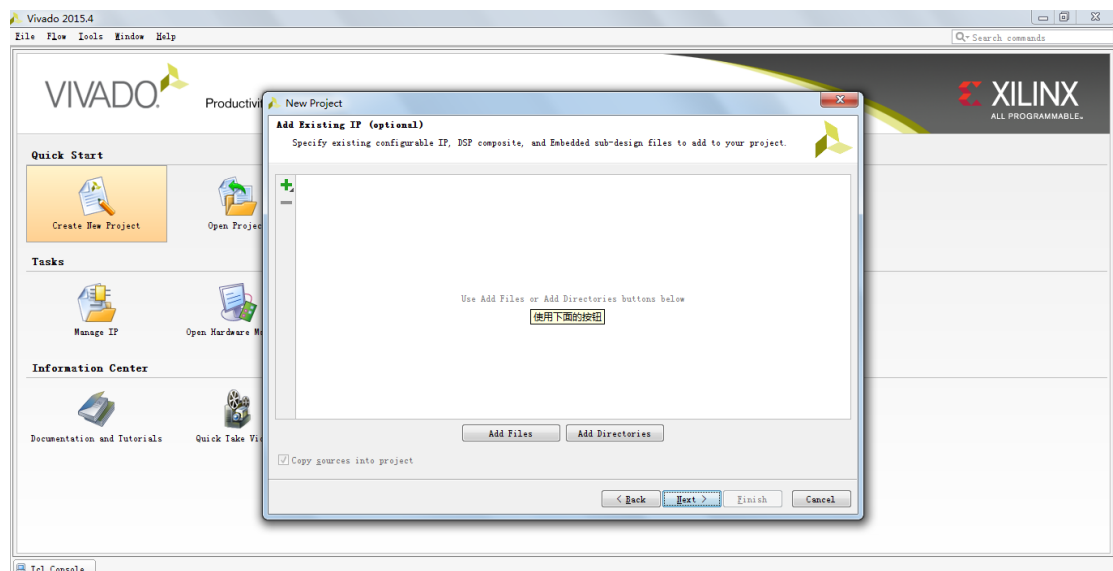 Vivado 2015.4
File Flow Tools Window Help
Search commands
VIVADO.
Productivi
XILINX
ALL PROGRAMMABLE.
New Project
Add Existing IP (optional)
Specify existing configurable IP, DSP composite, and Embedded sub-design files to add to your project.
Quick Start
Create New Project
Open Projec
Tasks
Manage IP
Open Hardware M
Information Center
Documentation and Tutorials
Quick Take Vi
Use Add Files or Add Directories buttons below
使用下面的按钮
Add Files
Add Directories
Copy sources into project
< Back
Next >
Finish
Cancel
Tcl Console